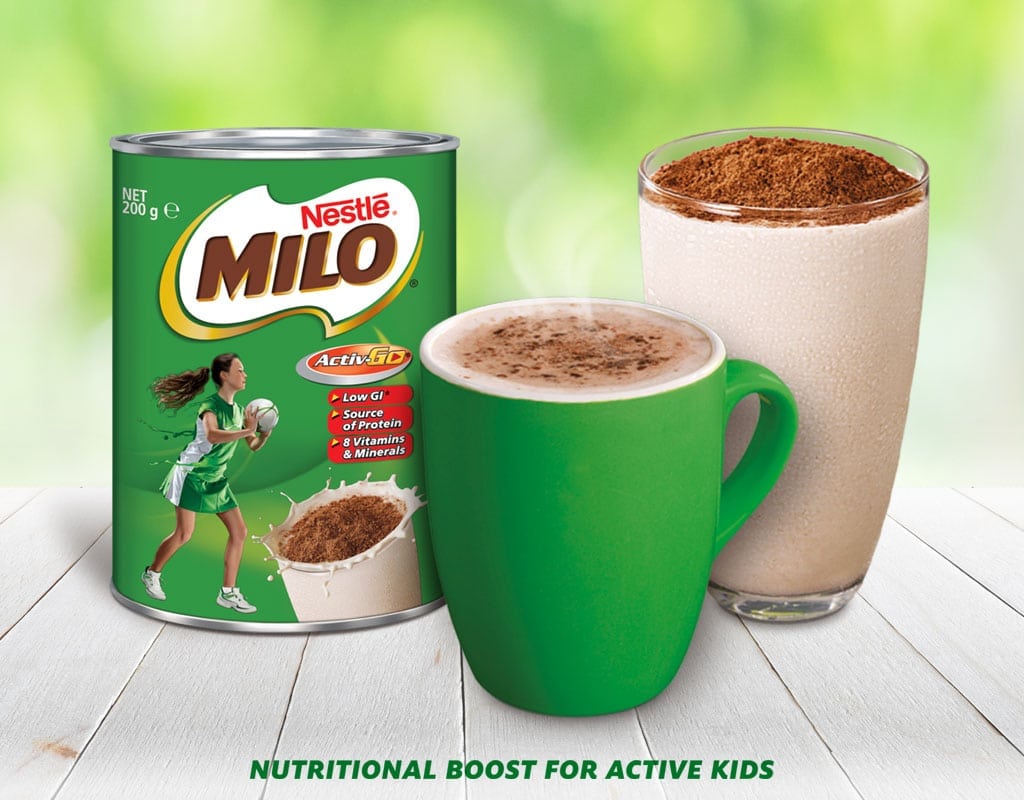 NET
200 g ℮
Nestlé®
MILO®
Activ-GO®
Low GI*
Source
of Protein
8 Vitamins
& Minerals
NUTRITIONAL BOOST FOR ACTIVE KIDS